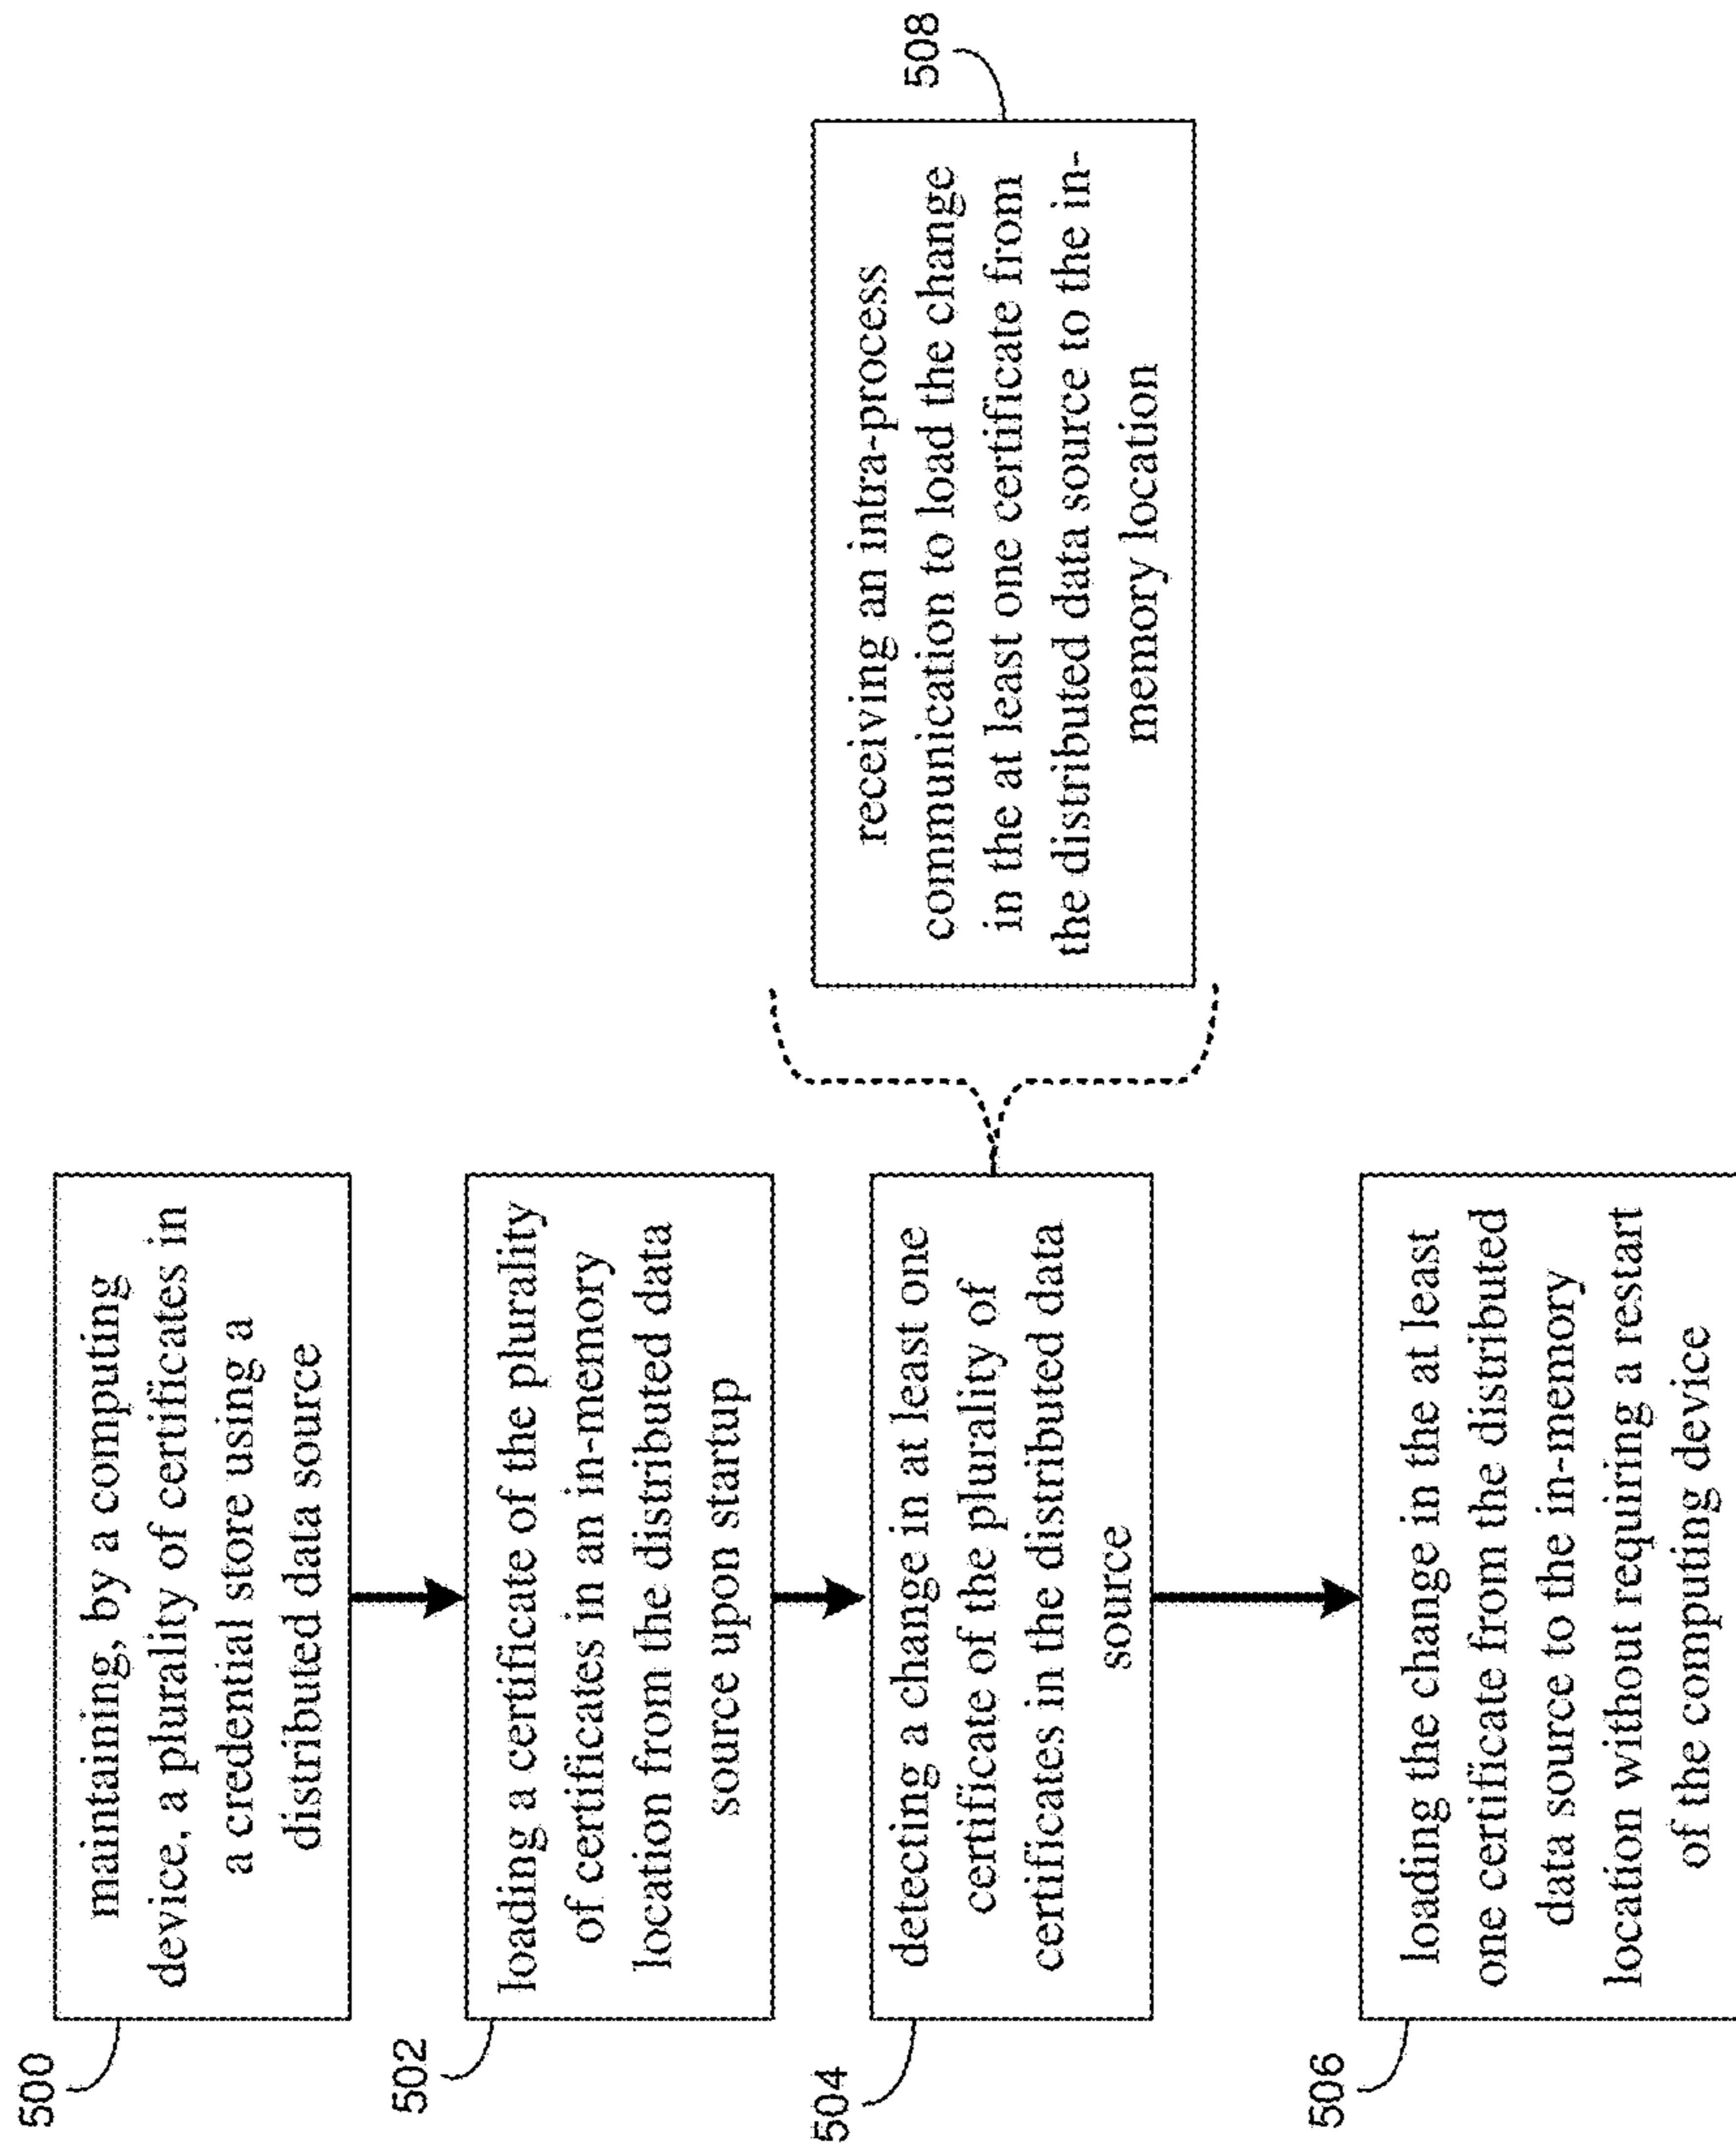 500
maintaining, by a computing
device, a plurality of certificates in
a credential store using a
distributed data source
502
loading a certificate of the plurality
of certificates in an in-memory
location from the distributed data
source upon startup
504
detecting a change in at least one
certificate of the plurality of
certificates in the distributed data
source
508
receiving an intra-process
communication to load the change
in the at least one certificate from
the distributed data source to the in-
memory location
506
loading the change in the at least
one certificate from the distributed
data source to the in-memory
location without requiring a restart
of the computing device